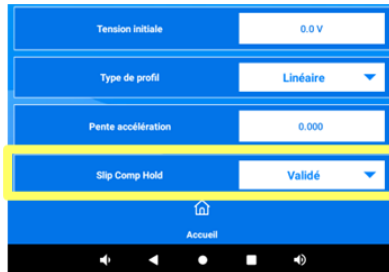 Tension initiale 0.0 V
Type de profil Linéaire
Pente accélération 0.000
Slip Comp Hold Validé
Accueil